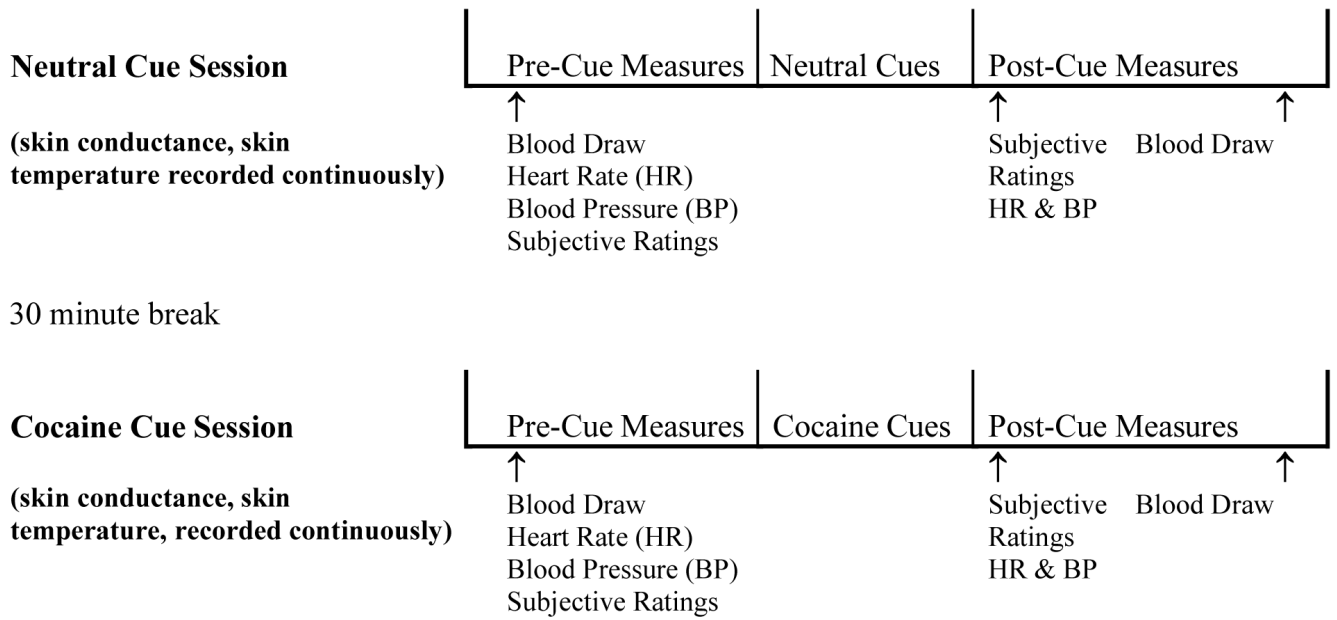 Neutral Cue Session
Pre-Cue Measures Neutral Cues Post-Cue Measures
↑ ↑ ↑
(skin conductance, skin
temperature recorded continuously)
Blood Draw
Heart Rate (HR)
Blood Pressure (BP)
Subjective Ratings
Subjective
Ratings
HR & BP
Blood Draw
30 minute break
Cocaine Cue Session
Pre-Cue Measures Cocaine Cues Post-Cue Measures
↑ ↑ ↑
(skin conductance, skin
temperature, recorded continuously)
Blood Draw
Heart Rate (HR)
Blood Pressure (BP)
Subjective Ratings
Subjective
Ratings
HR & BP
Blood Draw